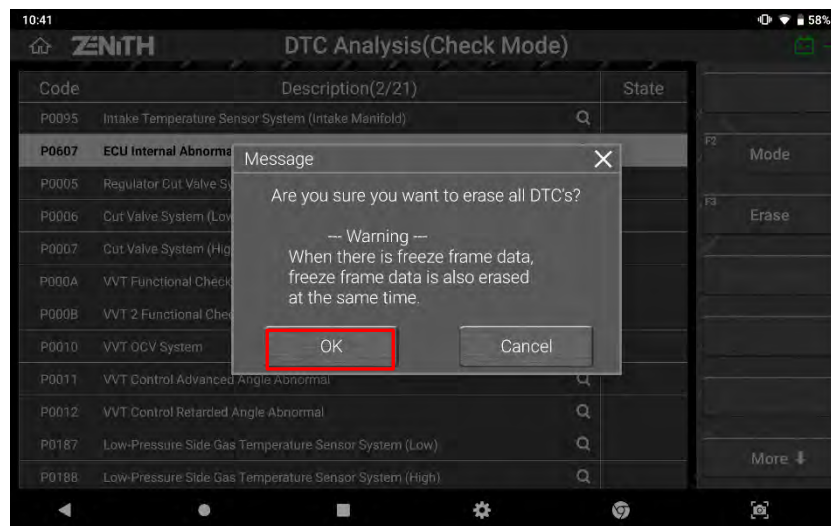 10:41
58%
ZENITH DTC Analysis(Check Mode)
Code Description(2/21) State
P0095 Intake Temperature Sensor System (Intake Manifold)
P0607 ECU Internal Abnorma
P0005 Regulator Cut Valve Sy
P0006 Cut Valve System (Low
P0007 Cut Valve System (Hig
P000A VVT Functional Check
P000B VVT 2 Functional Chec
P0010 VVT OCV System
P0011 VVT Control Advanced Angle Abnormal
P0012 VVT Control Retarded Angle Abnormal
P0187 Low-Pressure Side Gas Temperature Sensor System (Low)
P0188 Low-Pressure Side Gas Temperature Sensor System (High)
Message
Are you sure you want to erase all DTC's?
--- Warning ---
When there is freeze frame data,
freeze frame data is also erased
at the same time.
OK Cancel
F2 Mode
F3 Erase
More